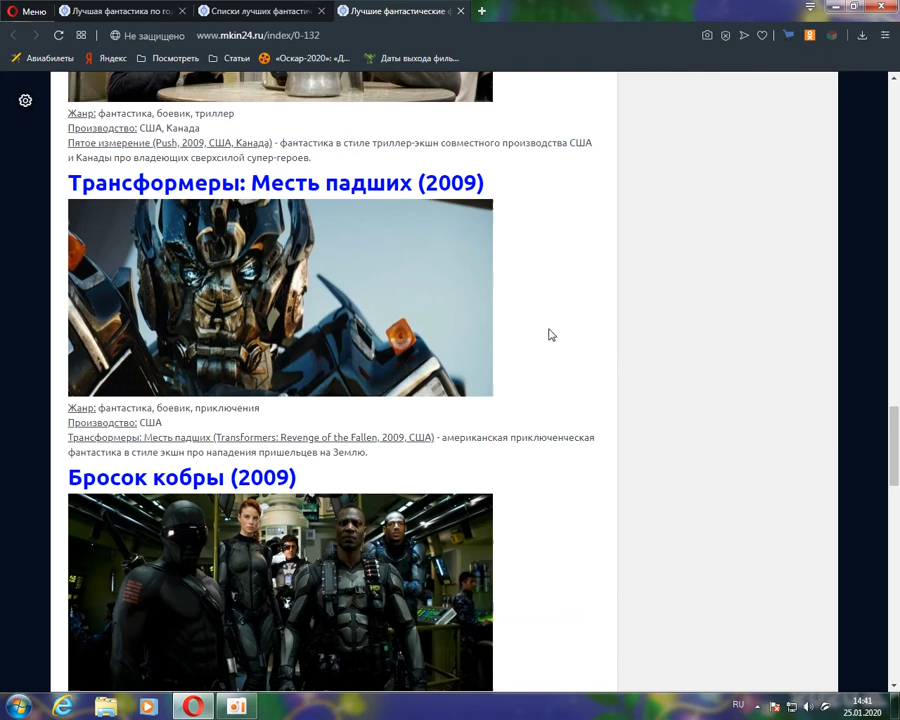 Меню
Лучшая фантастика по го
Списки лучших фантастич
Лучшие фантастические ф
Не защищено
www.mkin24.ru/index/0-132
Авиабилеты
Яндекс
Посмотреть
Статьи
«Оскар-2020»: «Д...
Даты выхода филь...
Жанр: фантастика, боевик, триллер
Производство: США, Канада
Пятое измерение (Push, 2009, США, Канада) - фантастика в стиле триллер-экшн совместного производства США
и Канады про владеющих сверхсилой супер-героев.
Трансформеры: Месть падших (2009)
Жанр: фантастика, боевик, приключения
Производство: США
Трансформеры: Месть падших (Transformers: Revenge of the Fallen, 2009, США) - американская приключенческая
фантастика в стиле экшн про нападения пришельцев на Землю.
Бросок кобры (2009)
RU
14:41
25.01.2020